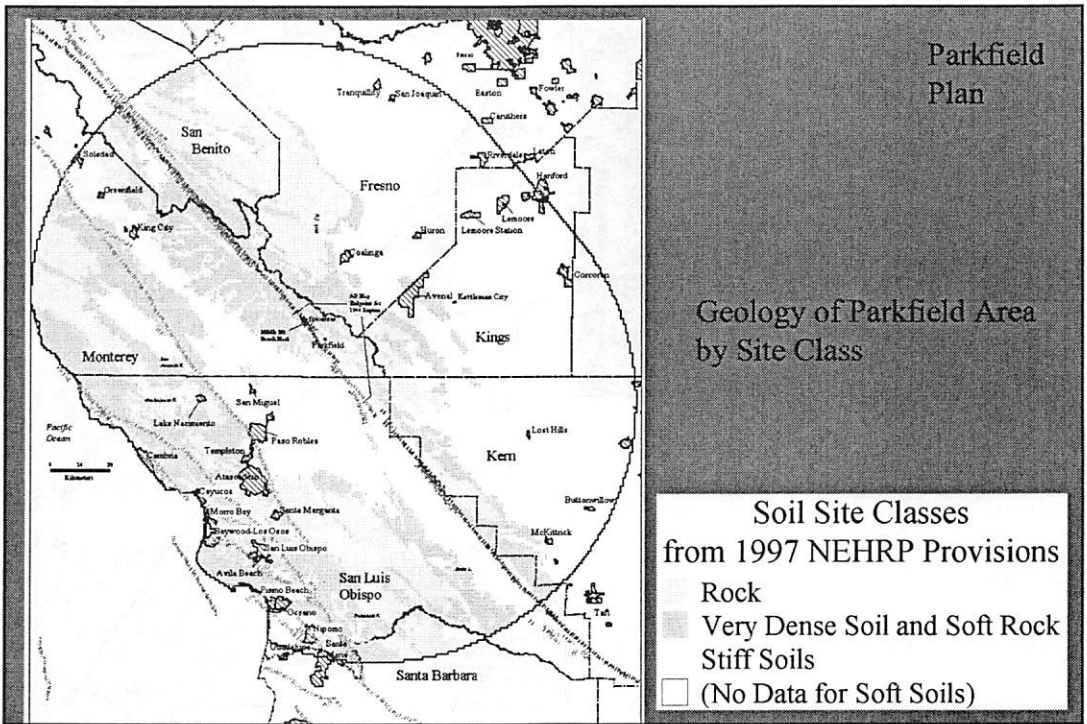 Parkfield
Plan
Geology of Parkfield Area
by Site Class
Soil Site Classes
from 1997 NEHRP Provisions
Rock
Very Dense Soil and Soft Rock
Stiff Soils
(No Data for Soft Soils)
Tranquility
San Joaquin
Easton
Fowler
Caruthers
San
Benito
Soledad
Riverdale
Laton
Greenfield
Fresno
Hanford
Lemoore
King City
Lemoore Station
Huron
Coalinga
Corcoran
Avenal
Kettleman City
Parkfield
Kings
Monterey
San Miguel
Lake Nacimiento
Pacific
Ocean
Paso Robles
Lost Hills
Templeton
Cambria
Kern
Kilometers
Cayucos
Buttonwillow
Morro Bay
Santa Margarita
Baywood-Los Osos
McKittrick
San Luis Obispo
Avila Beach
San Luis
Obispo
Pismo Beach
Oceano
Taft
Nipomo
Guadalupe
Santa
Santa Barbara